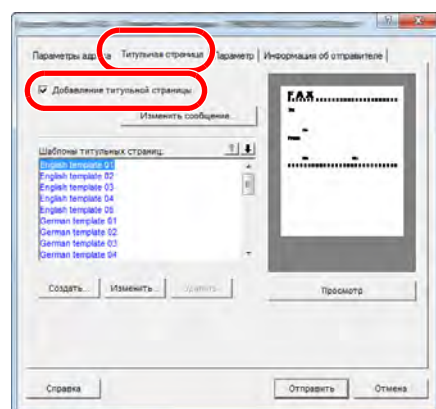 Параметры адреса Титульная страница Параметр Информация об отправителе
Добавление титульной страницы
Изменить сообщение...
Шаблоны титульных страниц:
English template 01
English template 02
English template 03
English template 04
English template 05
German template 01
German template 02
German template 03
German template 04
Создать... Изменить... Удалить...
FAX
Просмотр
Справка Отправить Отмена